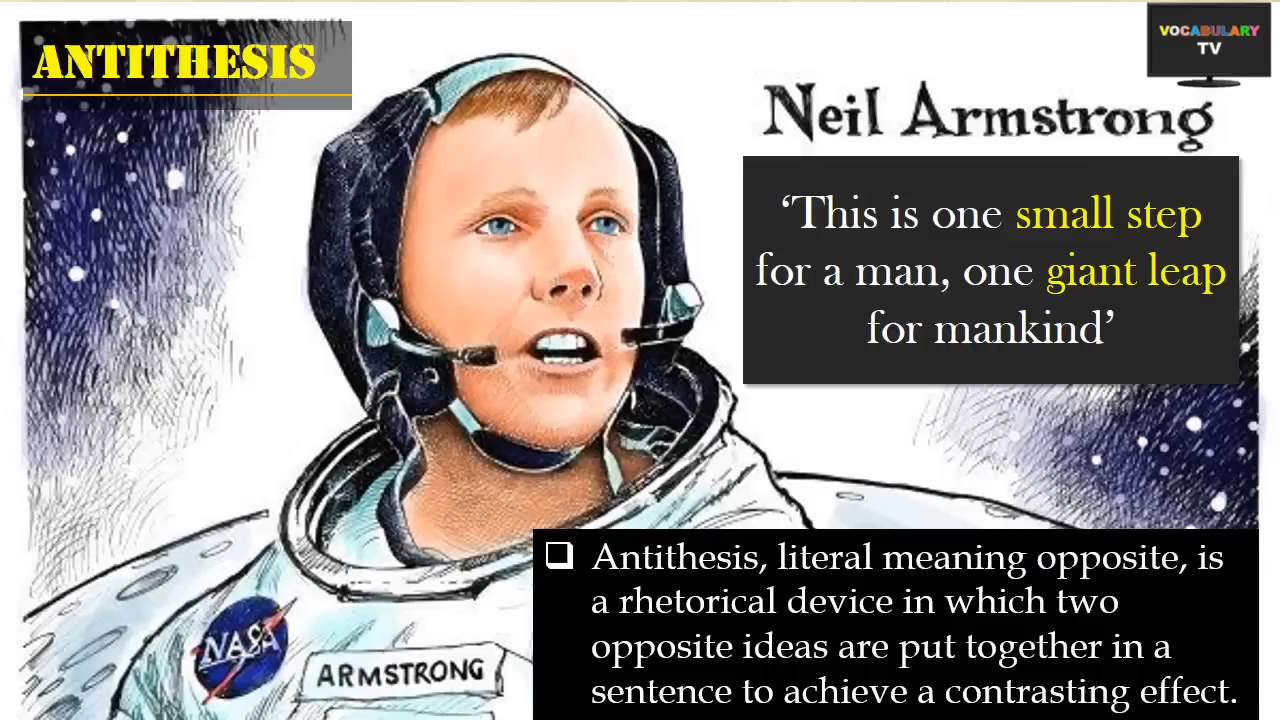 ANTITHESIS
VOCABULARY
TV
Neil Armstrong
‘This is one small step
for a man, one giant leap
for mankind’
❑ Antithesis, literal meaning opposite, is
a rhetorical device in which two
opposite ideas are put together in a
sentence to achieve a contrasting effect.
NASA
ARMSTRONG